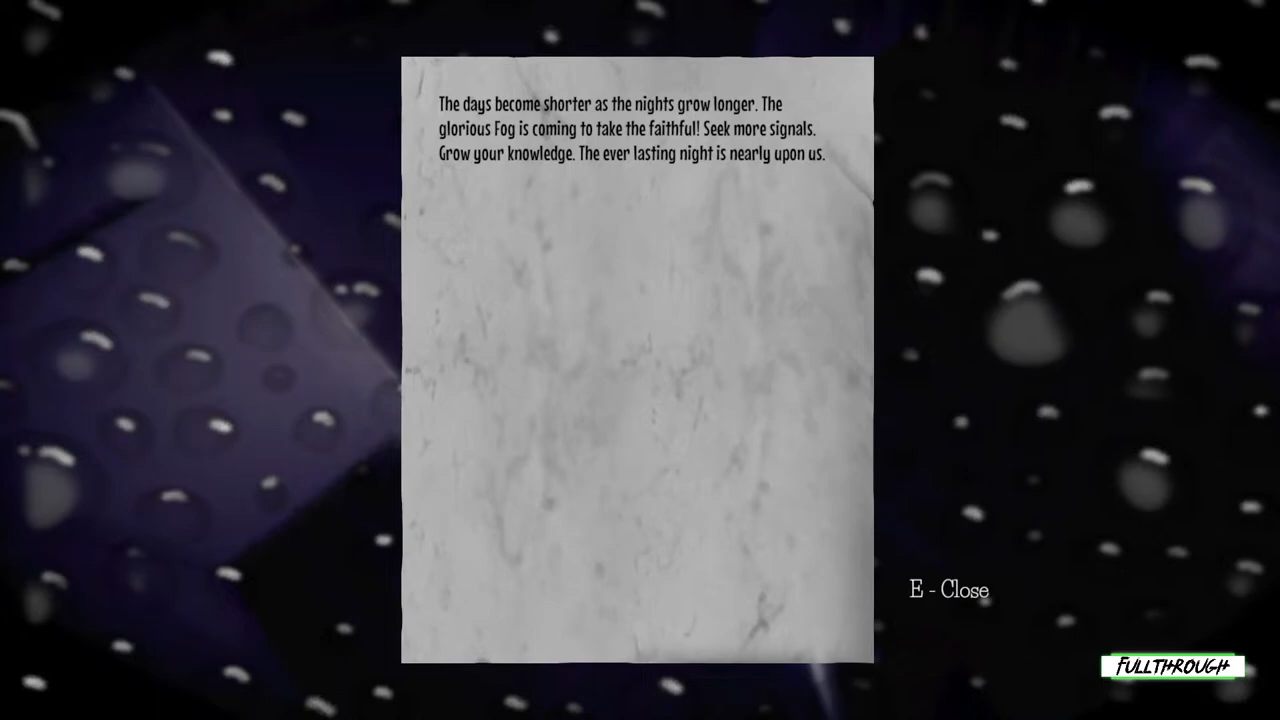 The days become shorter as the nights grow longer. The
glorious Fog is coming to take the faithful! Seek more signals.
Grow your knowledge. The ever lasting night is nearly upon us.
E - Close
FULLTHROUGH